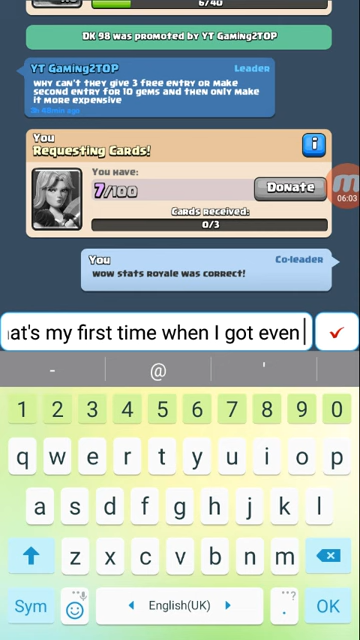 6/40
DK 98 was promoted by YT Gaming2TOP
YT Gaming2TOP
Leader
why can't they give 3 free entry or make
second entry for 10 gems and then only make
it more expensive
You
Requesting Cards!
i
You have:
7/100
Donate
Cards received:
0/3
06:03
You
Co-leader
wow stats royale was correct!
at's my first time when I got even
- @ '
1 2 3 4 5 6 7 8 9 0
q w e r t y u i o p
a s d f g h j k l
z x c v b n m
Sym
English(UK)
. ?
OK